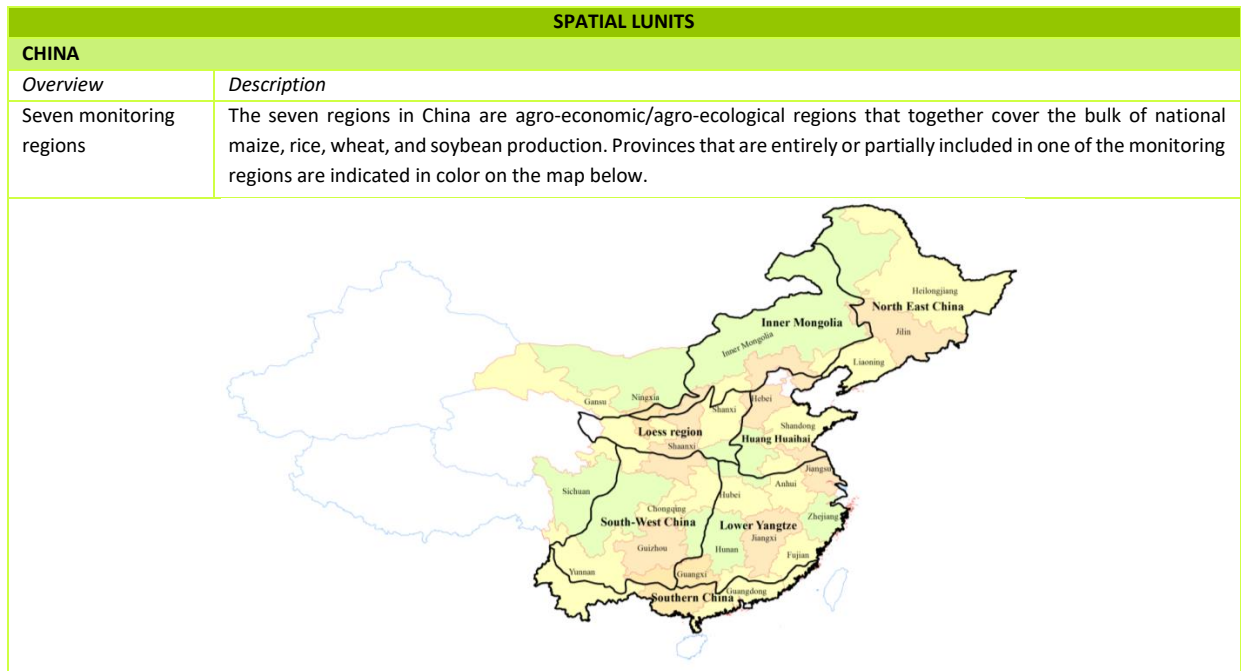 SPATIAL LUNITS
CHINA
Overview Description
Seven monitoring regions
The seven regions in China are agro-economic/agro-ecological regions that together cover the bulk of national
maize, rice, wheat, and soybean production. Provinces that are entirely or partially included in one of the monitoring
regions are indicated in color on the map below.
Heilongjiang
North East China
Inner Mongolia
Jilin
Inner Mongolia
Liaoning
Gansu
Ningxia
Hebei
Shanxi
Shandong
Loess region
Huang Huaihai
Shaanxi
Jiangsu
Sichuan
Hubei
Anhui
Chongqing
Zhejiang
South-West China
Lower Yangtze
Jiangxi
Guizhou
Hunan
Fujian
Yunnan
Guangxi
Guangdong
Southern China